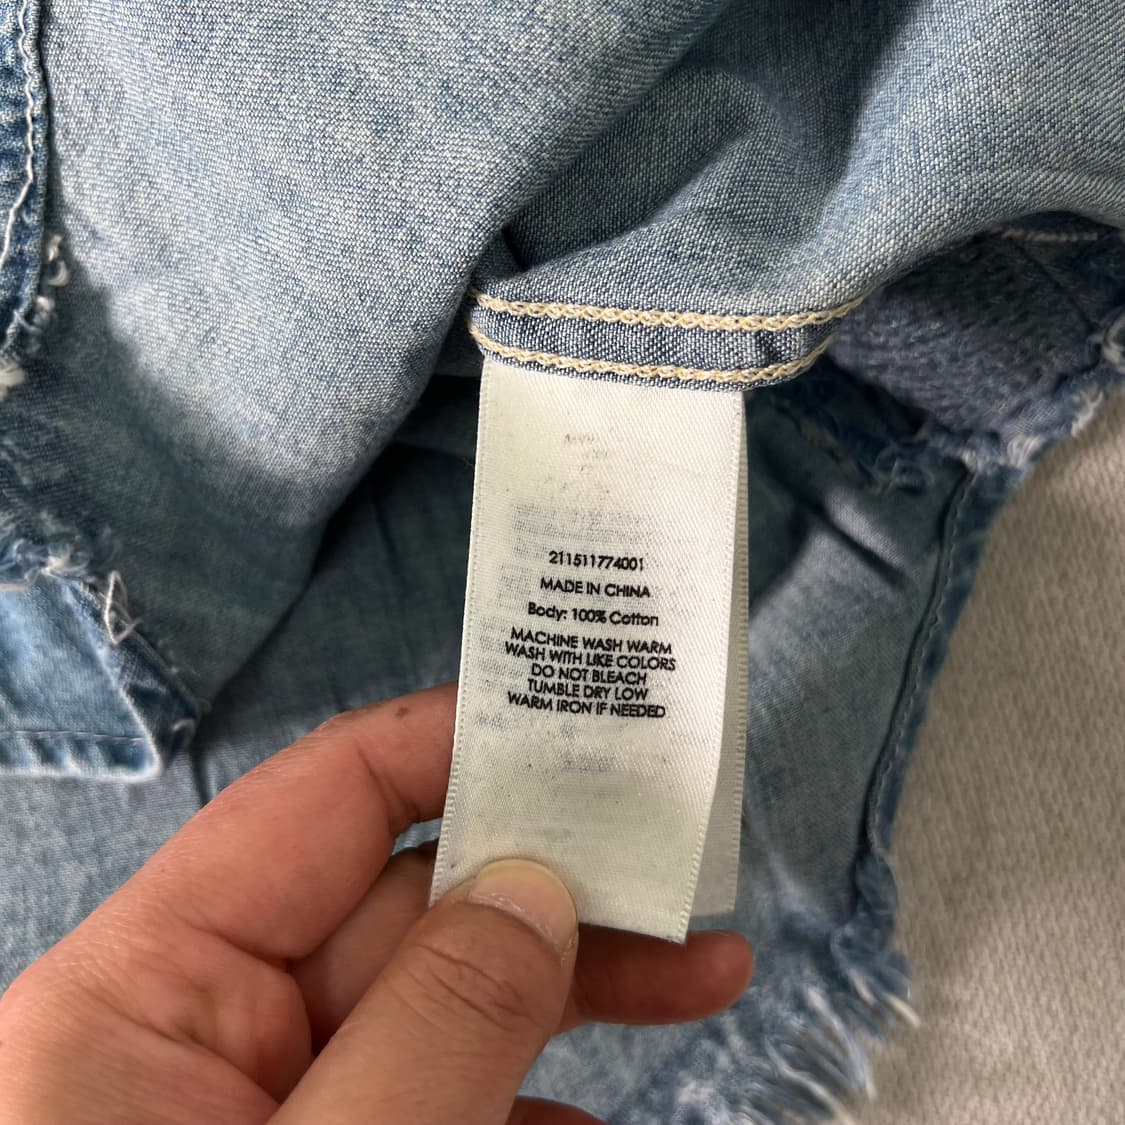 211511774001
MADE IN CHINA
Body: 100% Cotton
MACHINE WASH WARM
WASH WITH LIKE COLORS
DO NOT BLEACH
TUMBLE DRY LOW
WARM IRON IF NEEDED